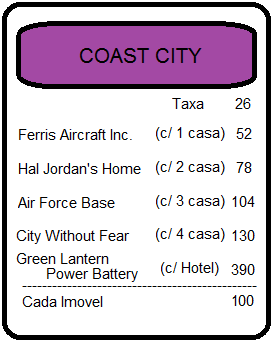 COAST CITY
Taxa 26
Ferris Aircraft Inc. (c/ 1 casa) 52
Hal Jordan's Home (c/ 2 casa) 78
Air Force Base (c/ 3 casa) 104
City Without Fear (c/ 4 casa) 130
Green Lantern
Power Battery (c/ Hotel) 390
Cada Imovel 100